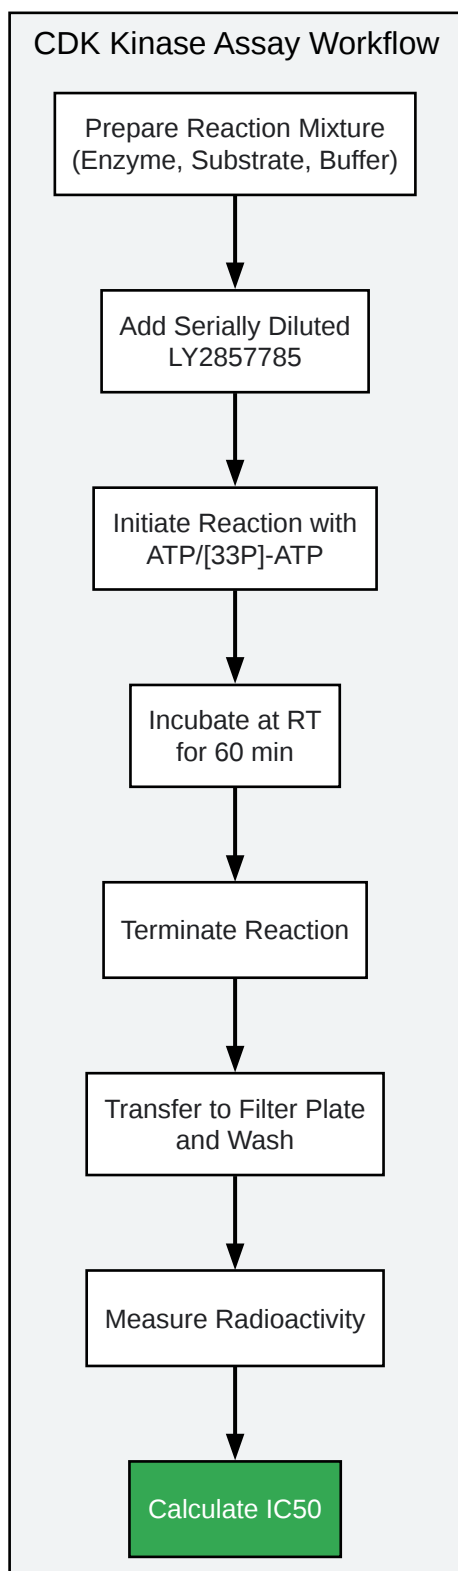 CDK Kinase Assay Workflow
Prepare Reaction Mixture
(Enzyme, Substrate, Buffer)
Add Serially Diluted
LY2857785
Initiate Reaction with
ATP/[33P]-ATP
Incubate at RT
for 60 min
Terminate Reaction
Transfer to Filter Plate
and Wash
Measure Radioactivity
Calculate IC50